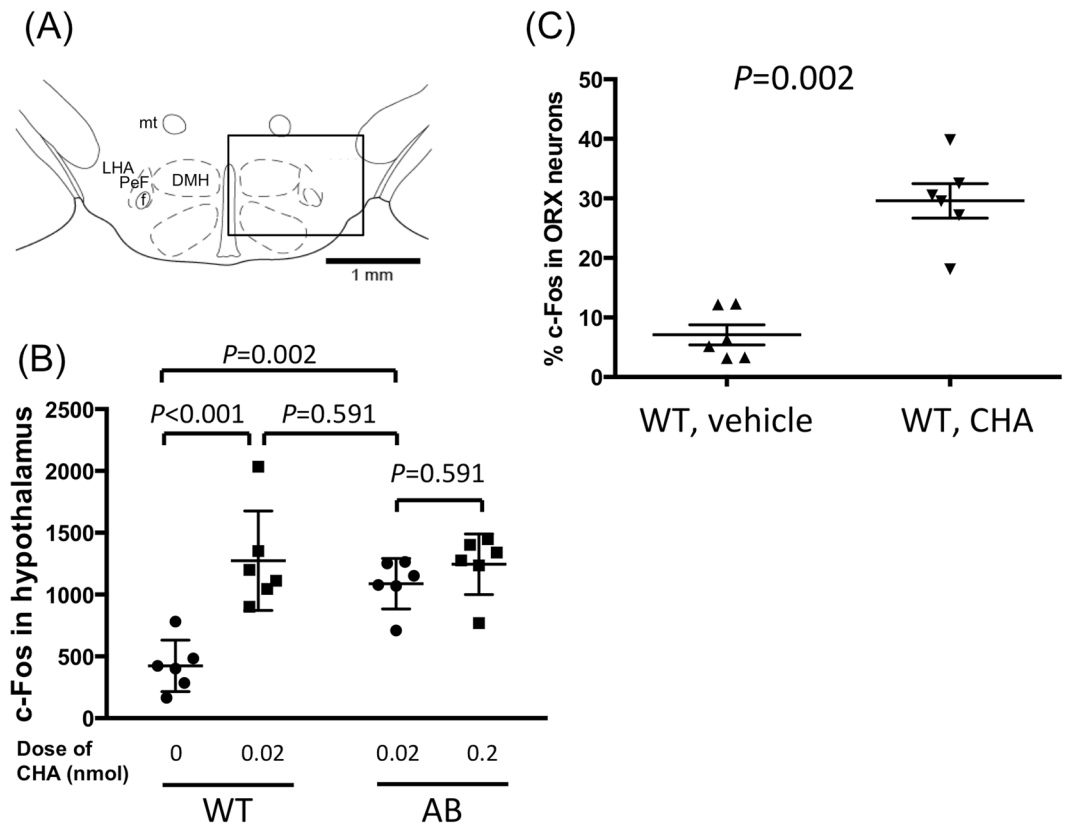 (A)
mt
LHA
PeF
f
DMH
1 mm
(B)
P=0.002
P<0.001
P=0.591
P=0.591
c-Fos in hypothalamus
2500
2000
1500
1000
500
0
Dose of
CHA (nmol)
0
0.02
0.02
0.2
WT
AB
(C)
P=0.002
% c-Fos in ORX neurons
50
40
30
20
10
0
WT, vehicle
WT, CHA